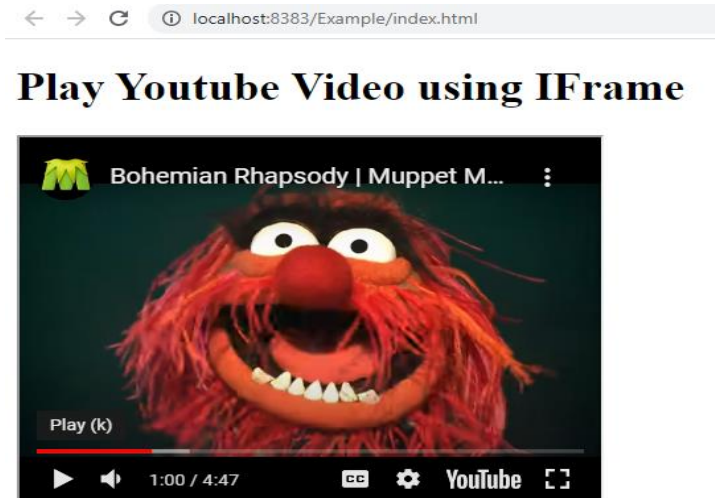 localhost:8383/Example/index.html
Play Youtube Video using IFrame
Bohemian Rhapsody | Muppet M...
Play (k)
1:00 / 4:47 CC YouTube